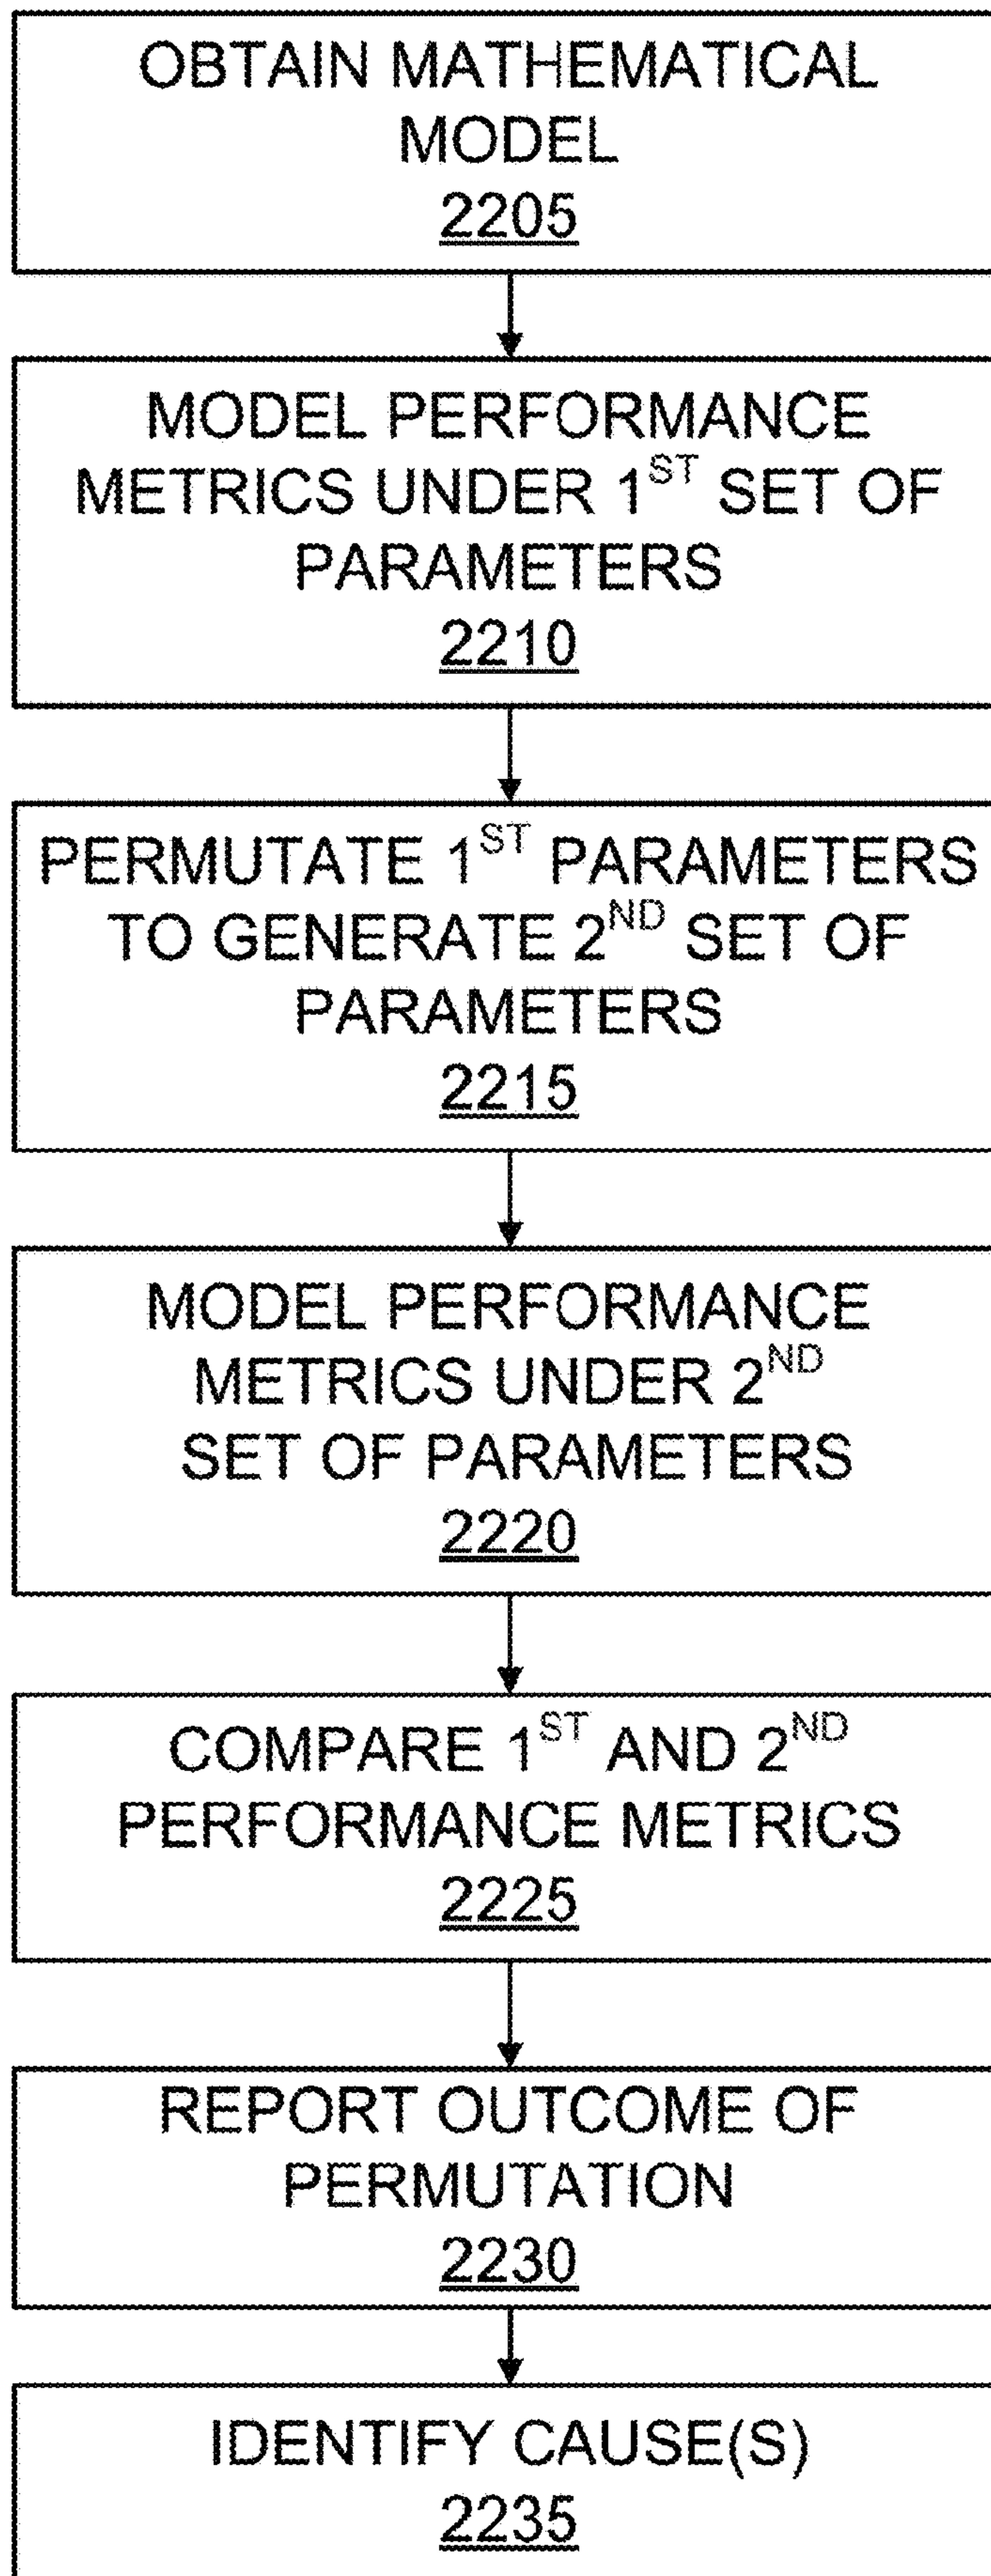 OBTAIN MATHEMATICAL
MODEL
2205
MODEL PERFORMANCE
METRICS UNDER 1ST SET OF
PARAMETERS
2210
PERMUTATE 1ST PARAMETERS
TO GENERATE 2ND SET OF
PARAMETERS
2215
MODEL PERFORMANCE
METRICS UNDER 2ND
SET OF PARAMETERS
2220
COMPARE 1ST AND 2ND
PERFORMANCE METRICS
2225
REPORT OUTCOME OF
PERMUTATION
2230
IDENTIFY CAUSE(S)
2235